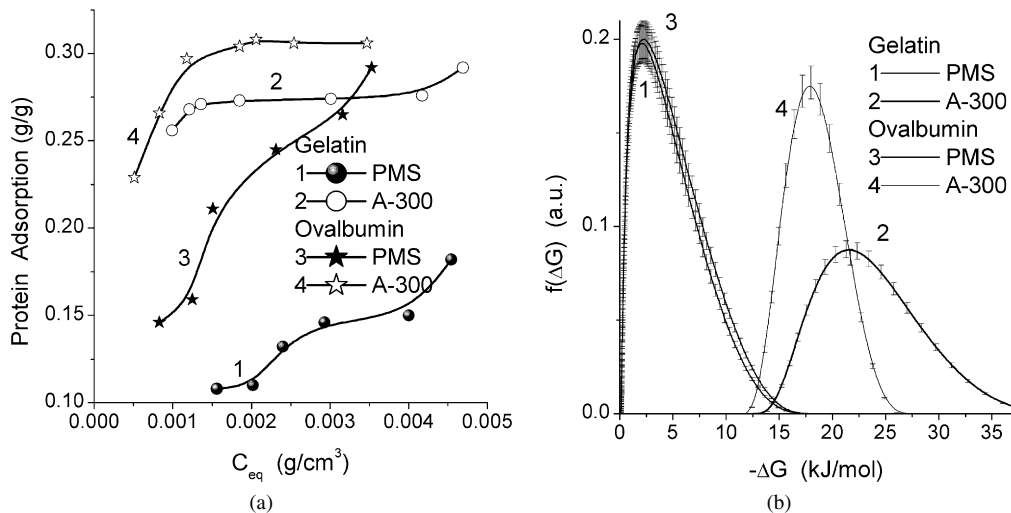 0.30
0.25
0.20
0.15
0.10
Protein Adsorption (g/g)
4
2
3
1
Gelatin
1 PMS
2 A-300
Ovalbumin
3 PMS
4 A-300
0.000 0.001 0.002 0.003 0.004 0.005
Ceq (g/cm³)
(a)
0.2
0.1
0.0
f(ΔG) (a.u.)
3
1
4
2
Gelatin
1 PMS
2 A-300
Ovalbumin
3 PMS
4 A-300
0 5 10 15 20 25 30 35
-ΔG (kJ/mol)
(b)